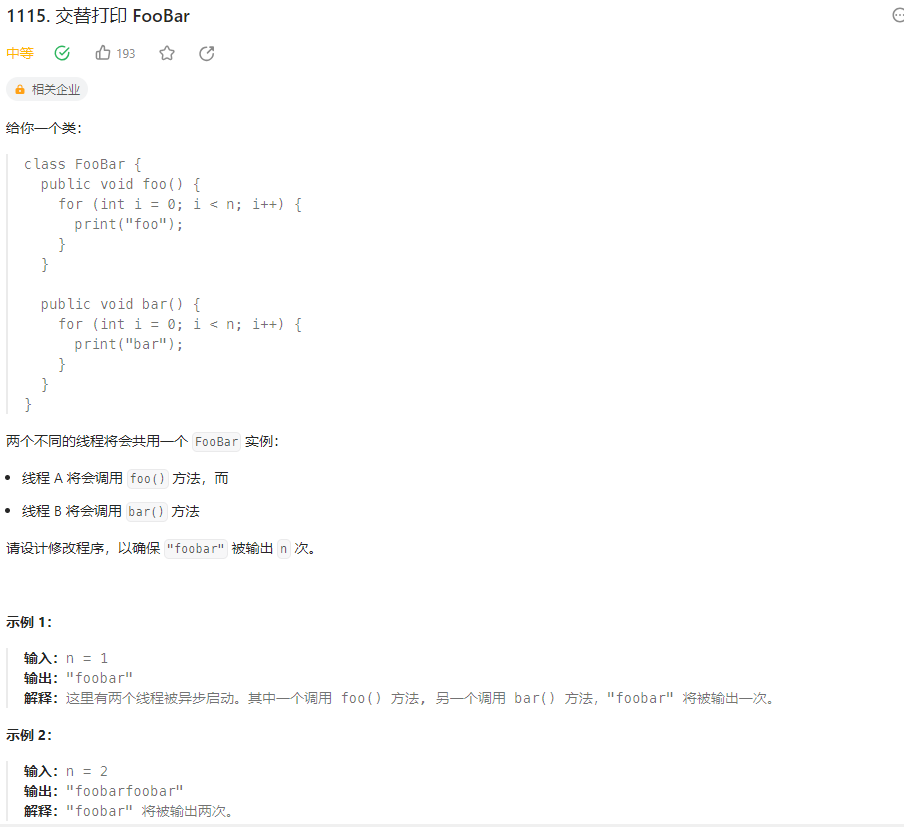 1115. 交替打印 FooBar
中等 193
相关企业
给你一个类：
class FooBar {
  public void foo() {
    for (int i = 0; i < n; i++) {
      print("foo");
    }
  }

  public void bar() {
    for (int i = 0; i < n; i++) {
      print("bar");
    }
  }
}
两个不同的线程将会共用一个 FooBar 实例：
• 线程 A 将会调用 foo() 方法，而
• 线程 B 将会调用 bar() 方法
请设计修改程序，以确保 "foobar" 被输出 n 次。
示例 1：
输入：n = 1
输出："foobar"
解释：这里有两个线程被异步启动。其中一个调用 foo() 方法, 另一个调用 bar() 方法，"foobar" 将被输出一次。
示例 2：
输入：n = 2
输出："foobarfoobar"
解释："foobar" 将被输出两次。